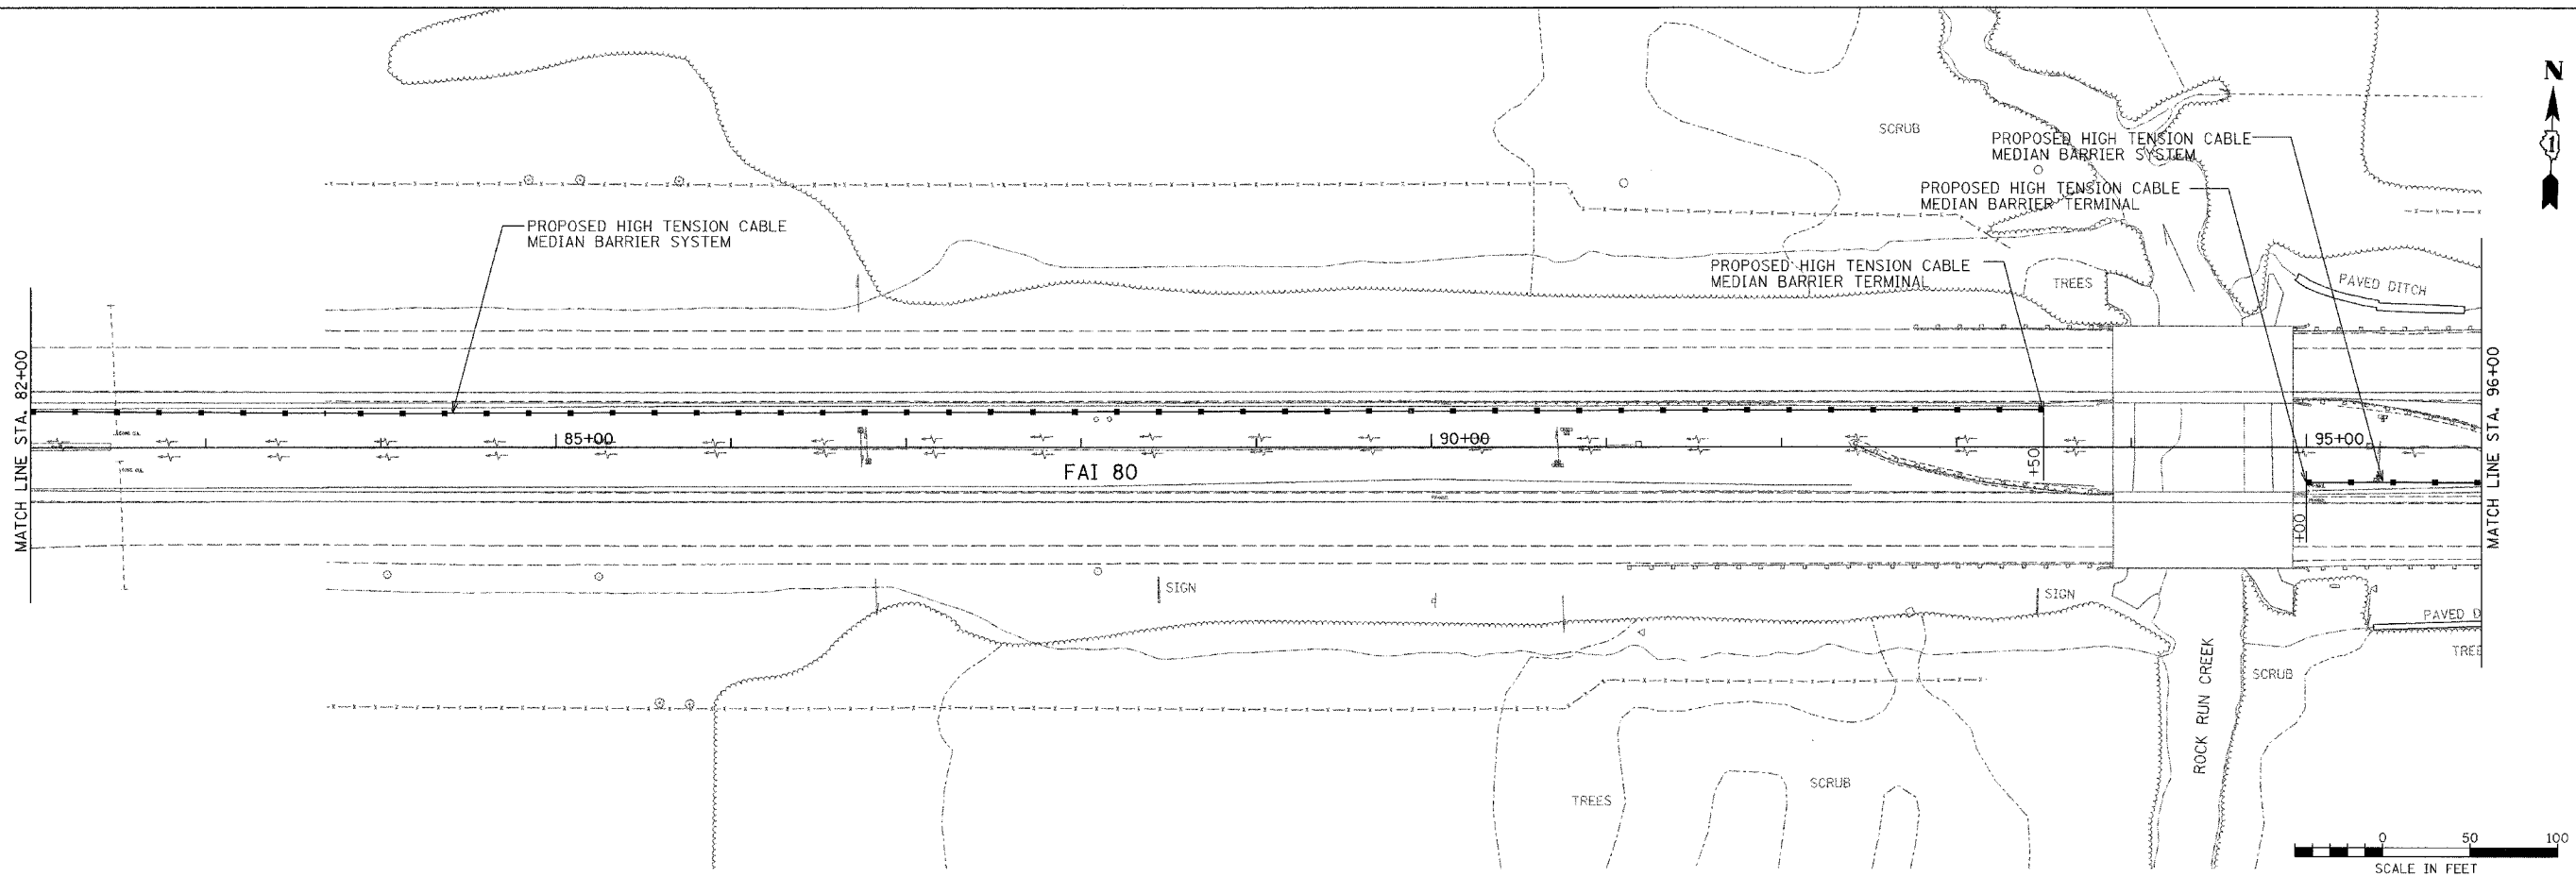 N
1
SCRUB
PROPOSED HIGH TENSION CABLE
MEDIAN BARRIER SYSTEM
PROPOSED HIGH TENSION CABLE
MEDIAN BARRIER TERMINAL
PROPOSED HIGH TENSION CABLE
MEDIAN BARRIER SYSTEM
PROPOSED HIGH TENSION CABLE
MEDIAN BARRIER TERMINAL
TREES
PAVED DITCH
MATCH LINE STA. 82+00
MATCH LINE STA. 96+00
85+00
90+00
95+00
+50
FAI 80
+00
SIGN
SIGN
PAVED D
TREE
ROCK RUN CREEK
SCRUB
SCRUB
TREES
0 50 100
SCALE IN FEET